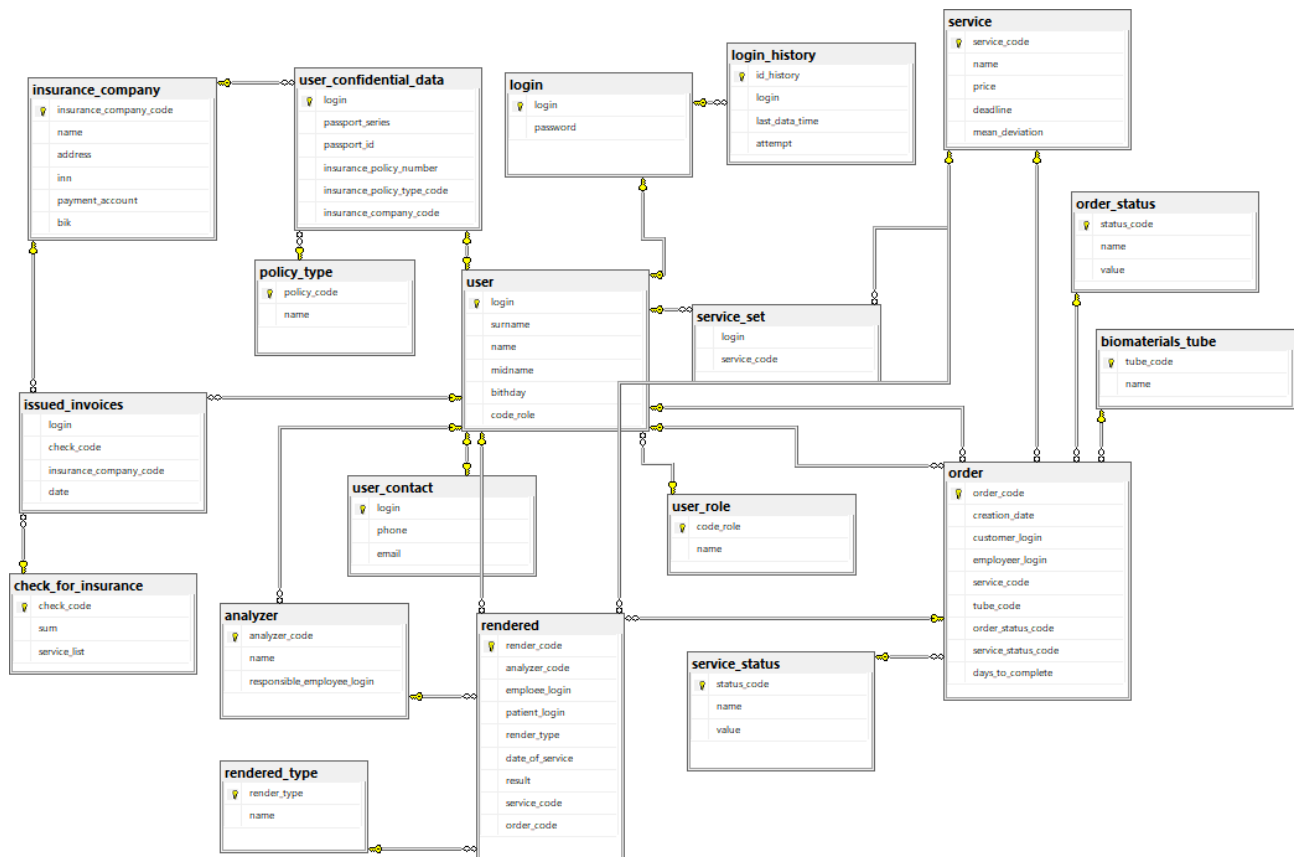 service
service_code
name
price
deadline
mean_deviation
login_history
id_history
login
last_data_time
attempt
user_confidential_data
login
passport_series
passport_id
insurance_policy_number
insurance_policy_type_code
insurance_company_code
login
login
password
insurance_company
insurance_company_code
name
address
inn
payment_account
bik
order_status
status_code
name
value
policy_type
policy_code
name
user
login
surname
name
midname
bithday
code_role
service_set
login
service_code
biomaterials_tube
tube_code
name
issued_invoices
login
check_code
insurance_company_code
date
user_contact
login
phone
email
user_role
code_role
name
order
order_code
creation_date
customer_login
employeer_login
service_code
tube_code
order_status_code
service_status_code
days_to_complete
check_for_insurance
check_code
sum
service_list
analyzer
analyzer_code
name
responsible_employee_login
rendered
render_code
analyzer_code
emploee_login
patient_login
render_type
date_of_service
result
service_code
order_code
service_status
status_code
name
value
rendered_type
render_type
name